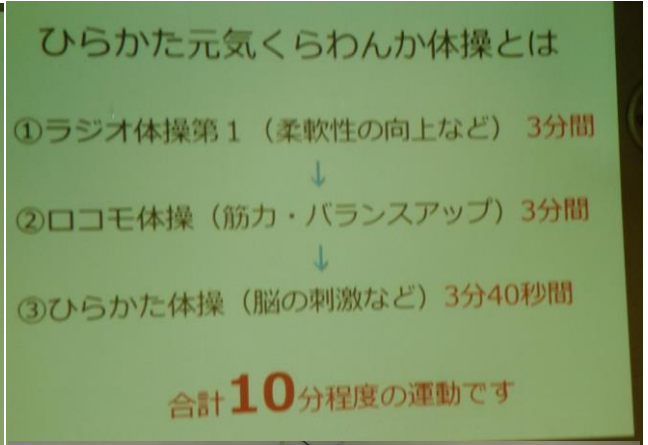 ひらかた元気くらわんか体操とは
①ラジオ体操第１（柔軟性の向上など）3分間
↓
②ロコモ体操（筋力・バランスアップ）3分間
↓
③ひらかた体操（脳の刺激など）3分40秒間
合計10分程度の運動です